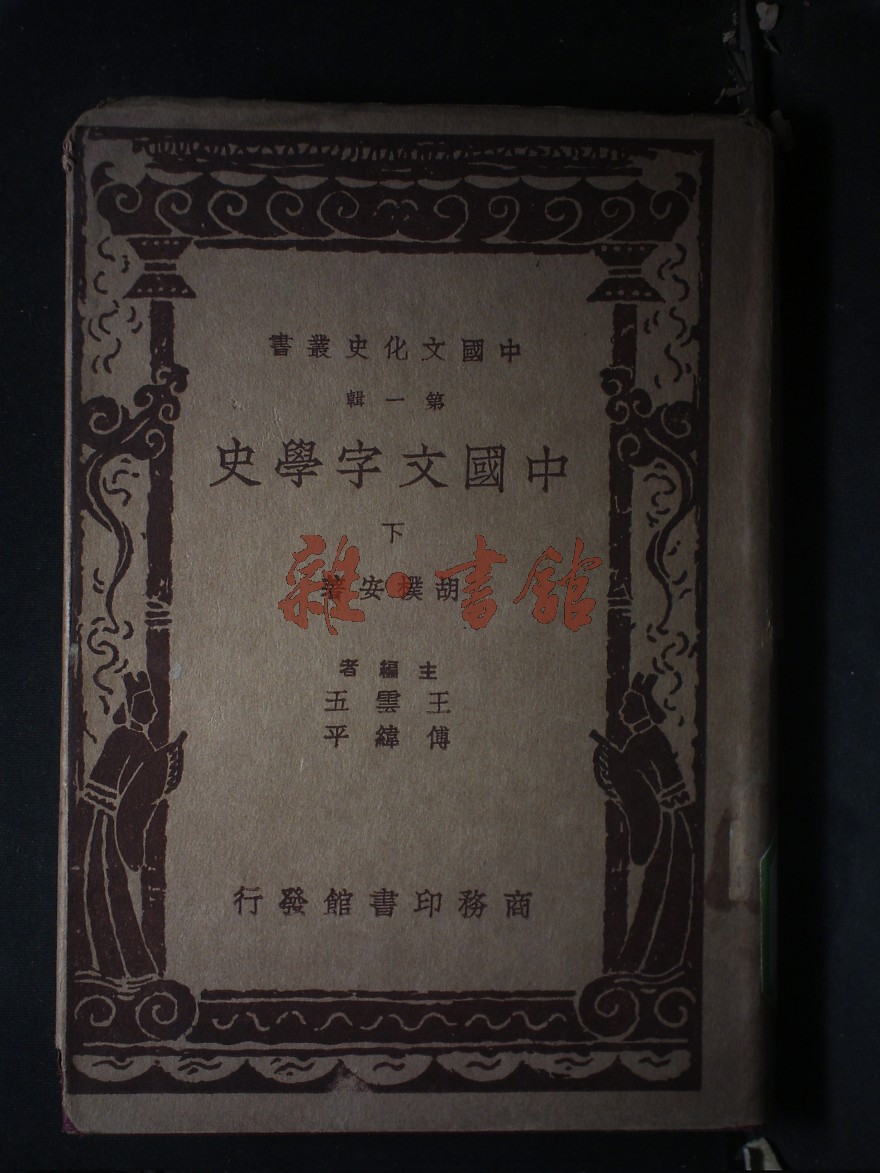 中國文化史叢書
第一輯
中國文字學史
下
胡樸安著
雜·書館
主編者
王雲五
傅緯平
商務印書館發行